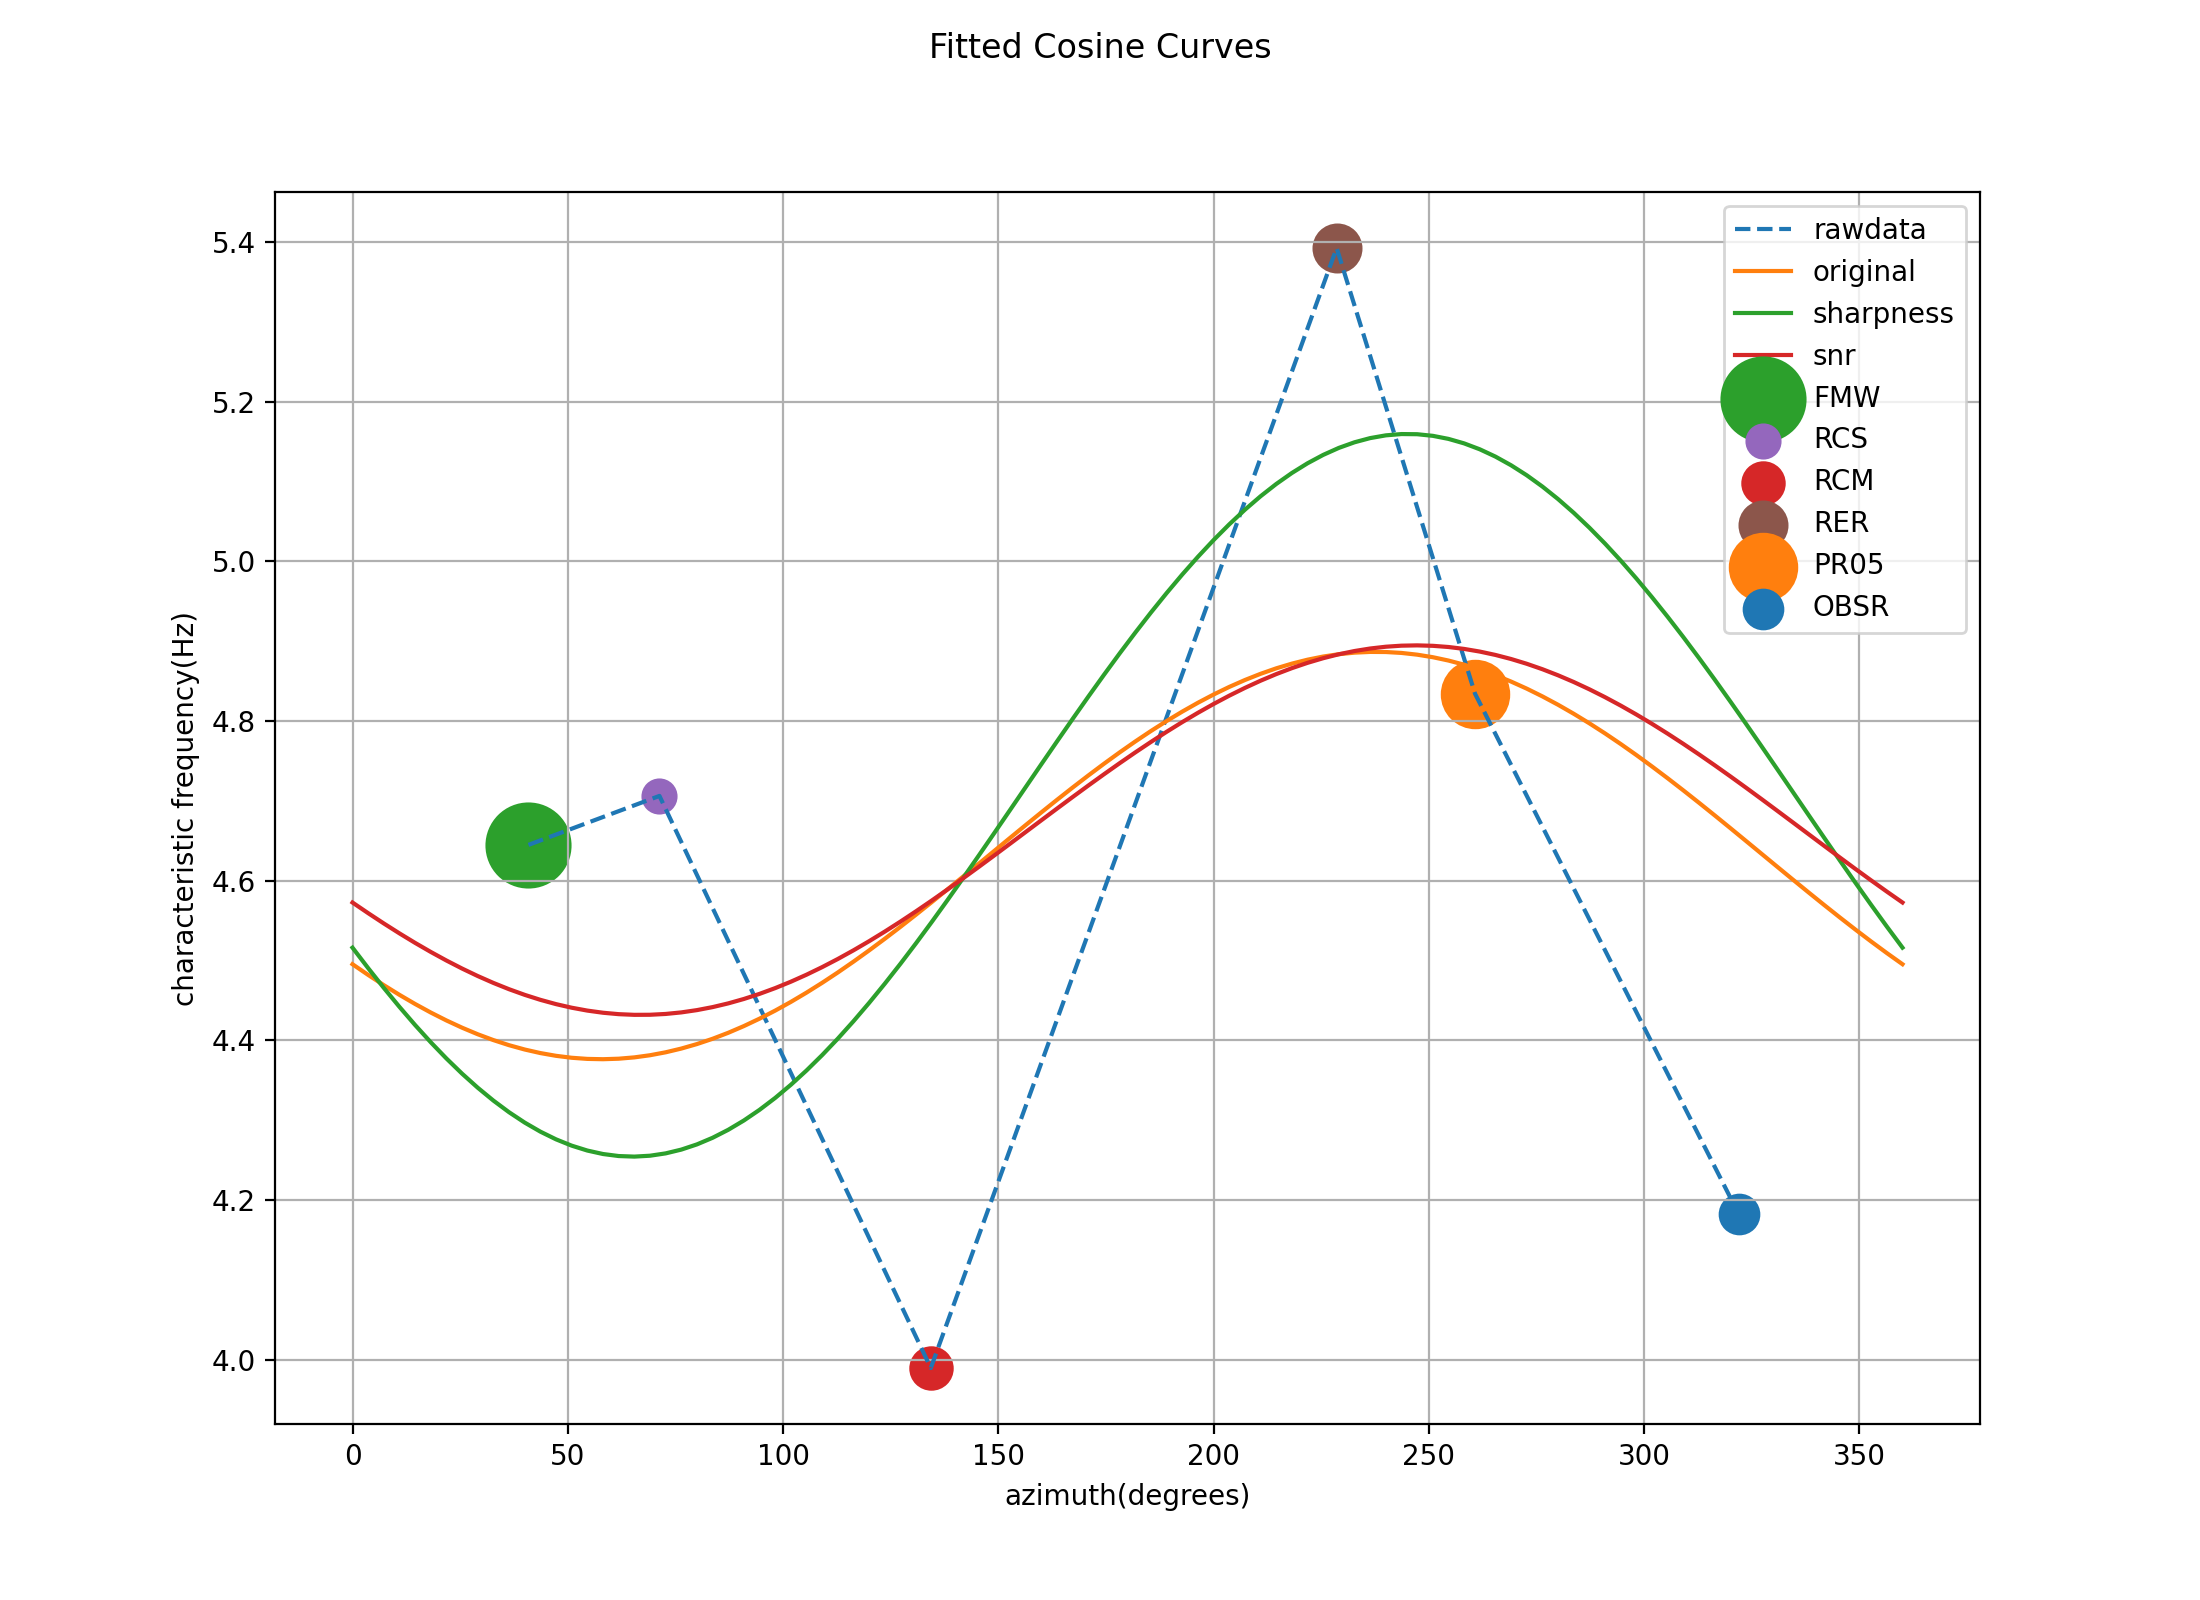 Fitted Cosine Curves
characteristic frequency(Hz)
5.4
5.2
5.0
4.8
4.6
4.4
4.2
4.0
rawdata
original
sharpness
snr
FMW
RCS
RCM
RER
PR05
OBSR
0 50 100 150 200 250 300 350
azimuth(degrees)